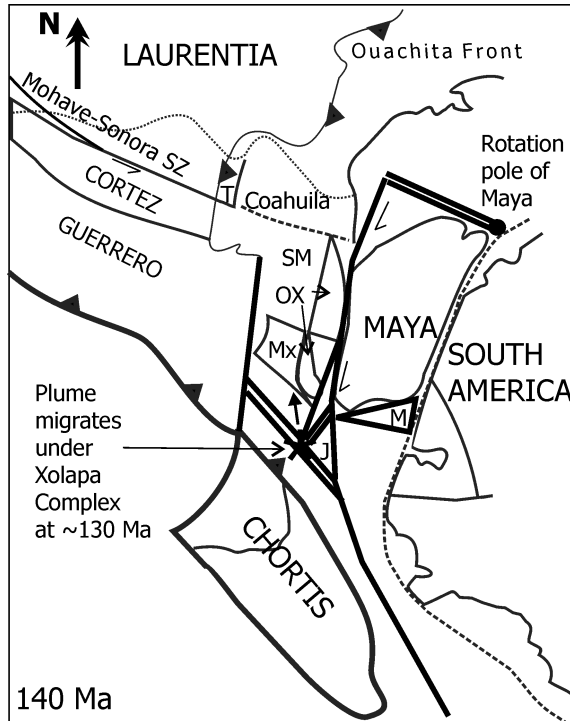 N
LAURENTIA
Ouachita Front
Mohave-Sonora SZ
Rotation
pole of
Maya
CORTEZ
T
Coahuila
GUERRERO
SM
OX
MAYA
Mx
SOUTH
AMERICA
M
Plume
migrates
under
Xolapa
Complex
at ~130 Ma
J
CHORTIS
140 Ma